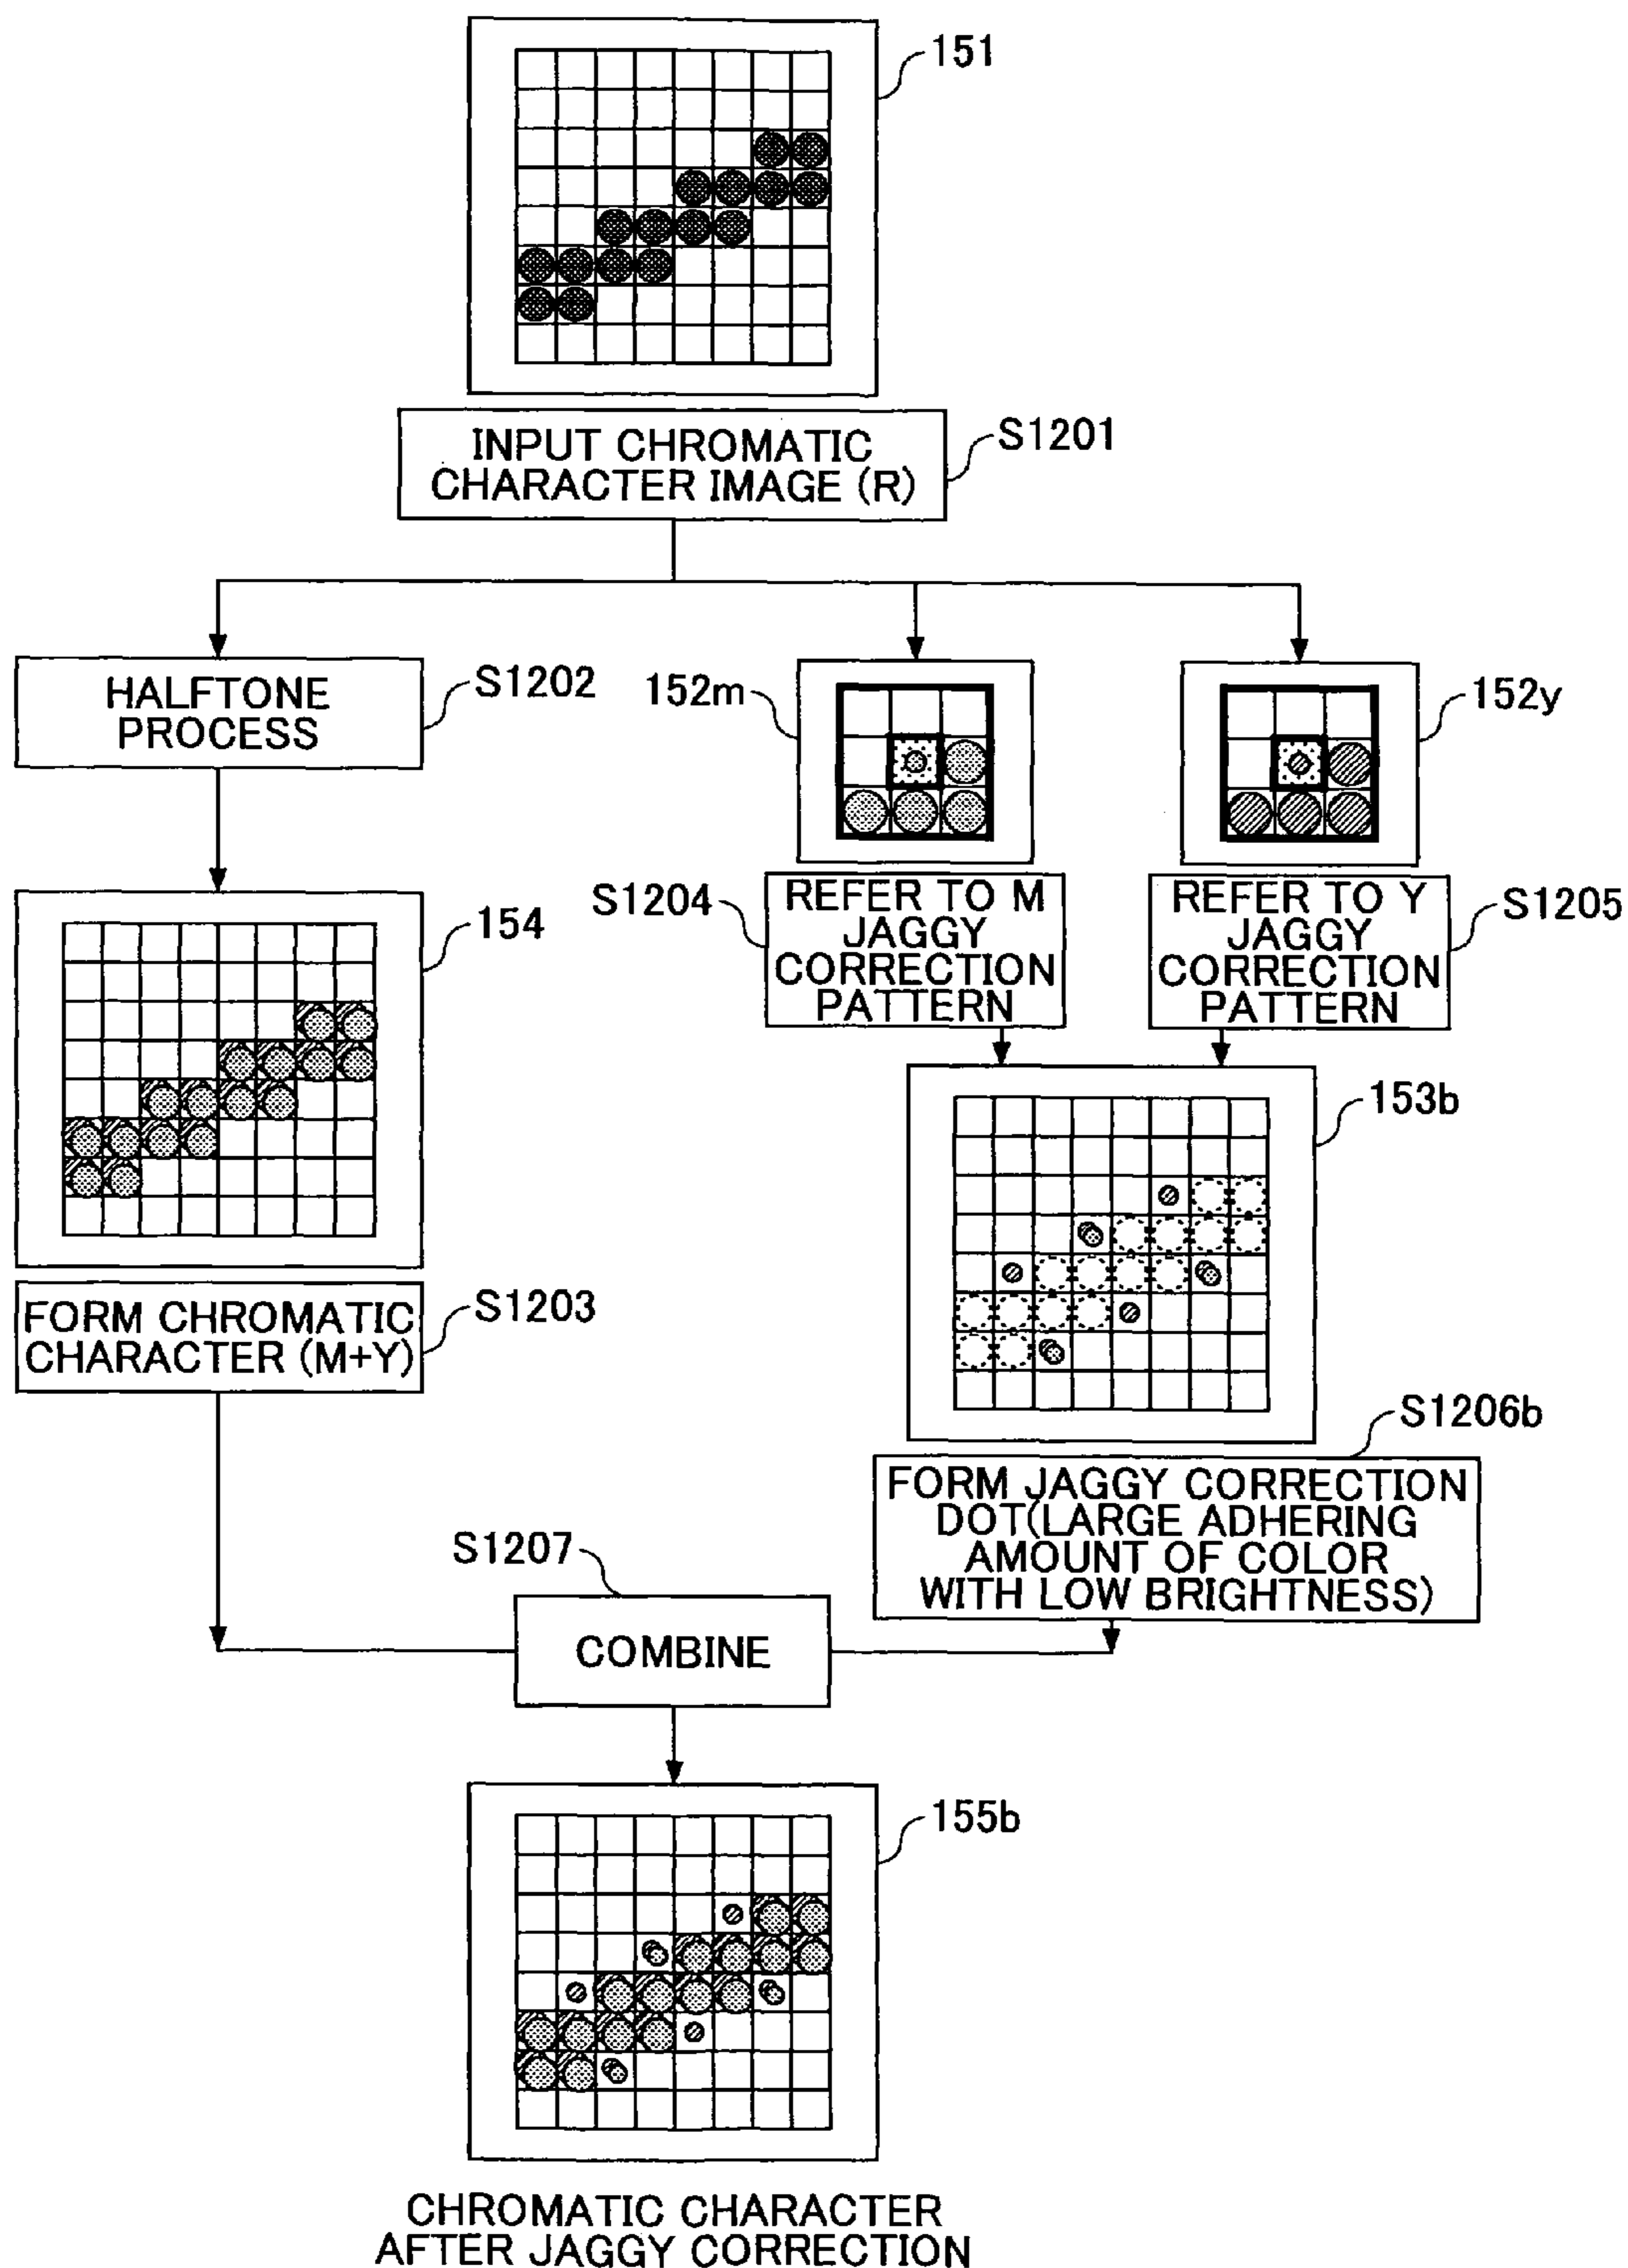 151
INPUT CHROMATIC
CHARACTER IMAGE (R)
S1201
HALFTONE
PROCESS
S1202
152m
152y
S1204
REFER TO M
JAGGY
CORRECTION
PATTERN
REFER TO Y
JAGGY
CORRECTION
PATTERN
S1205
154
153b
FORM CHROMATIC
CHARACTER (M+Y)
S1203
S1206b
FORM JAGGY CORRECTION
DOT(LARGE ADHERING
AMOUNT OF COLOR
WITH LOW BRIGHTNESS)
S1207
COMBINE
155b
CHROMATIC CHARACTER
AFTER JAGGY CORRECTION